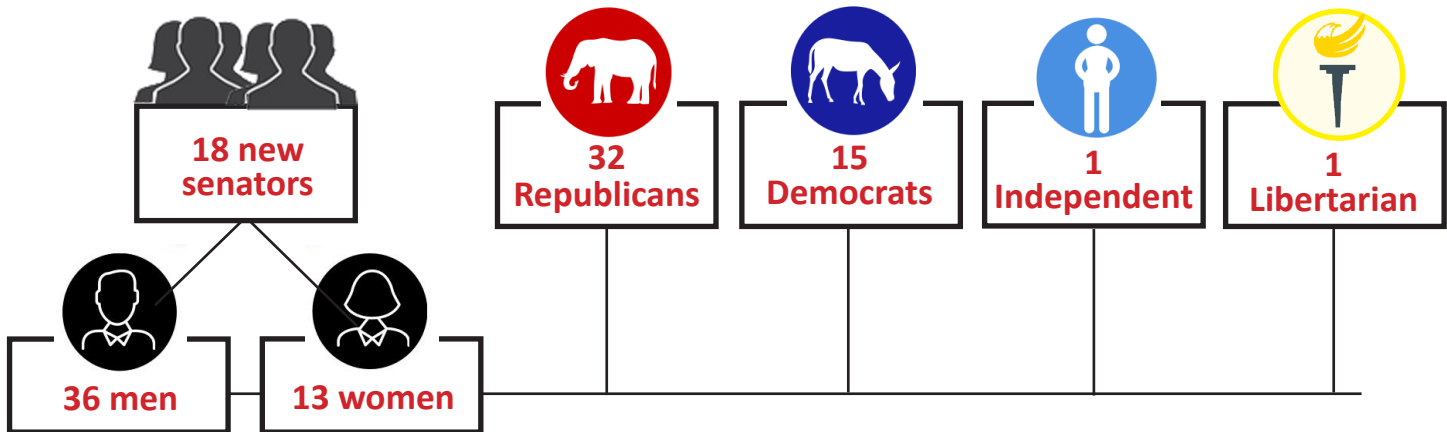 18 new
senators
32
Republicans
15
Democrats
1
Independent
1
Libertarian
36 men
13 women